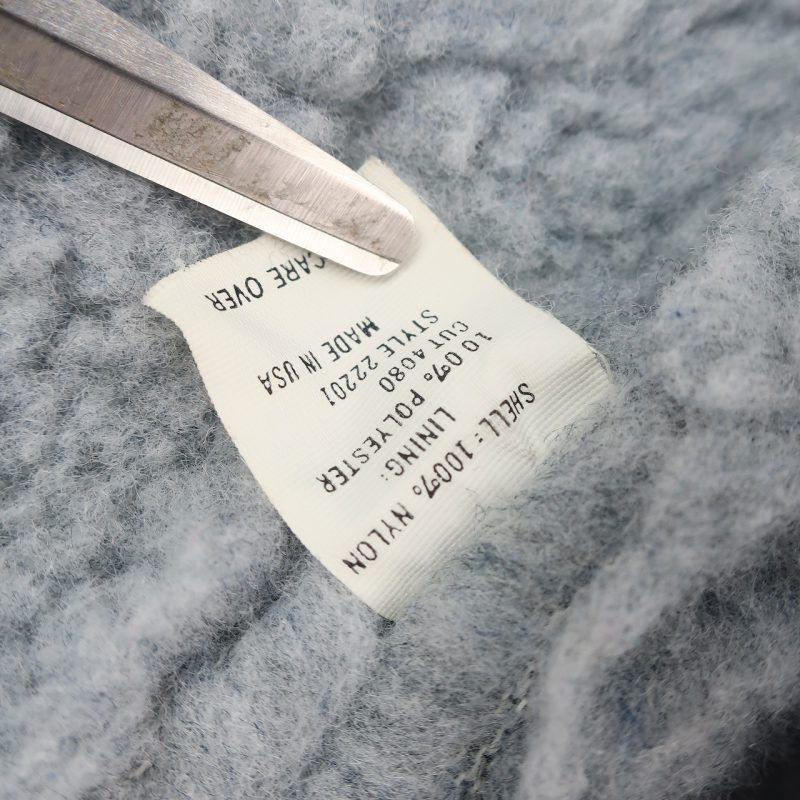 SHELL: 100% NYLON
LINING:
100% POLYESTER
CUT 4080
STYLE 22201
MADE IN USA
CARE OVER